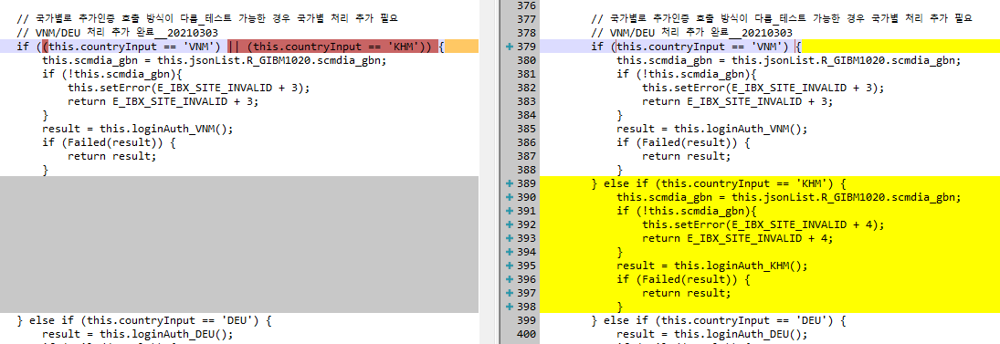 // 국가별로 추가인증 호출 방식이 다름_테스트 가능한 경우 국가별 처리 추가 필요
// VNM/DEU 처리 추가 완료__20210303
if ((this.countryInput == 'VNM') || (this.countryInput == 'KHM')) {
this.scmdia_gbn = this.jsonList.R_GIBM1020.scmdia_gbn;
if (!this.scmdia_gbn){
this.setError(E_IBX_SITE_INVALID + 3);
return E_IBX_SITE_INVALID + 3;
}
result = this.loginAuth_VNM();
if (Failed(result)) {
return result;
}
} else if (this.countryInput == 'DEU') {
result = this.loginAuth_DEU();
376
377 // 국가별로 추가인증 호출 방식이 다름_테스트 가능한 경우 국가별 처리 추가 필요
378 // VNM/DEU 처리 추가 완료__20210303
379 if (this.countryInput == 'VNM') {
380 this.scmdia_gbn = this.jsonList.R_GIBM1020.scmdia_gbn;
381 if (!this.scmdia_gbn){
382 this.setError(E_IBX_SITE_INVALID + 3);
383 return E_IBX_SITE_INVALID + 3;
384 }
385 result = this.loginAuth_VNM();
386 if (Failed(result)) {
387 return result;
388 }
389 } else if (this.countryInput == 'KHM') {
390 this.scmdia_gbn = this.jsonList.R_GIBM1020.scmdia_gbn;
391 if (!this.scmdia_gbn){
392 this.setError(E_IBX_SITE_INVALID + 4);
393 return E_IBX_SITE_INVALID + 4;
394 }
395 result = this.loginAuth_KHM();
396 if (Failed(result)) {
397 return result;
398 }
399 } else if (this.countryInput == 'DEU') {
400 result = this.loginAuth_DEU();